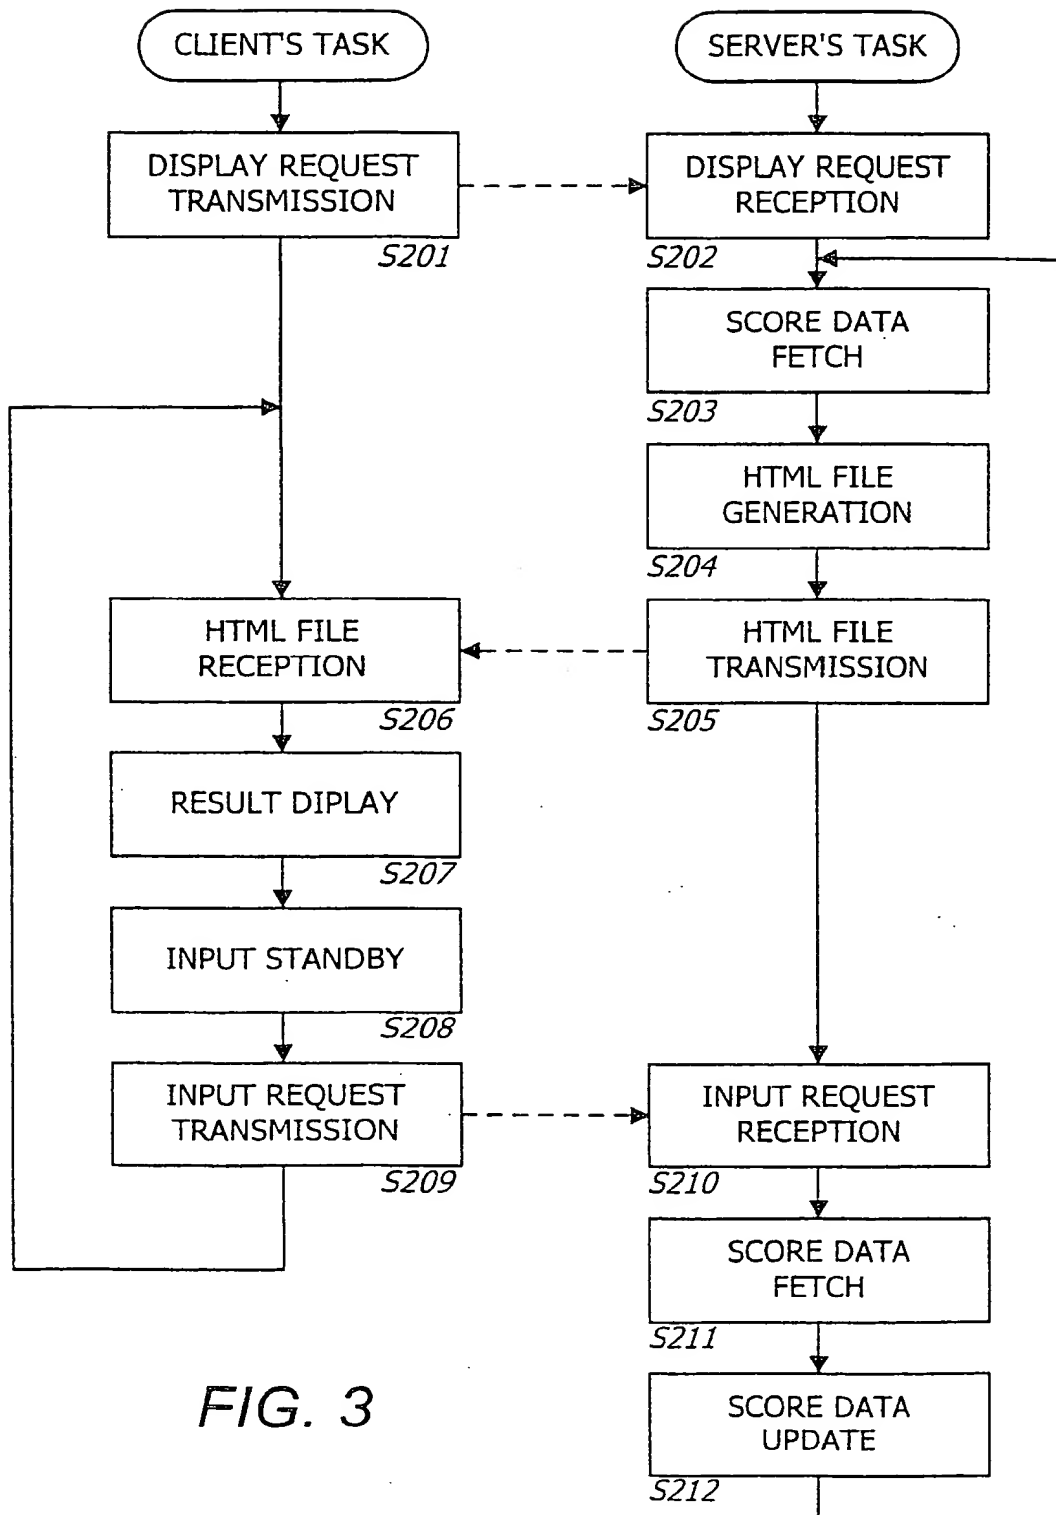 CLIENT'S TASK
SERVER'S TASK
DISPLAY REQUEST
TRANSMISSION
S201
DISPLAY REQUEST
RECEPTION
S202
SCORE DATA
FETCH
S203
HTML FILE
GENERATION
S204
HTML FILE
TRANSMISSION
S205
HTML FILE
RECEPTION
S206
RESULT DIPLAY
S207
INPUT STANDBY
S208
INPUT REQUEST
TRANSMISSION
S209
INPUT REQUEST
RECEPTION
S210
SCORE DATA
FETCH
S211
SCORE DATA
UPDATE
S212
FIG. 3